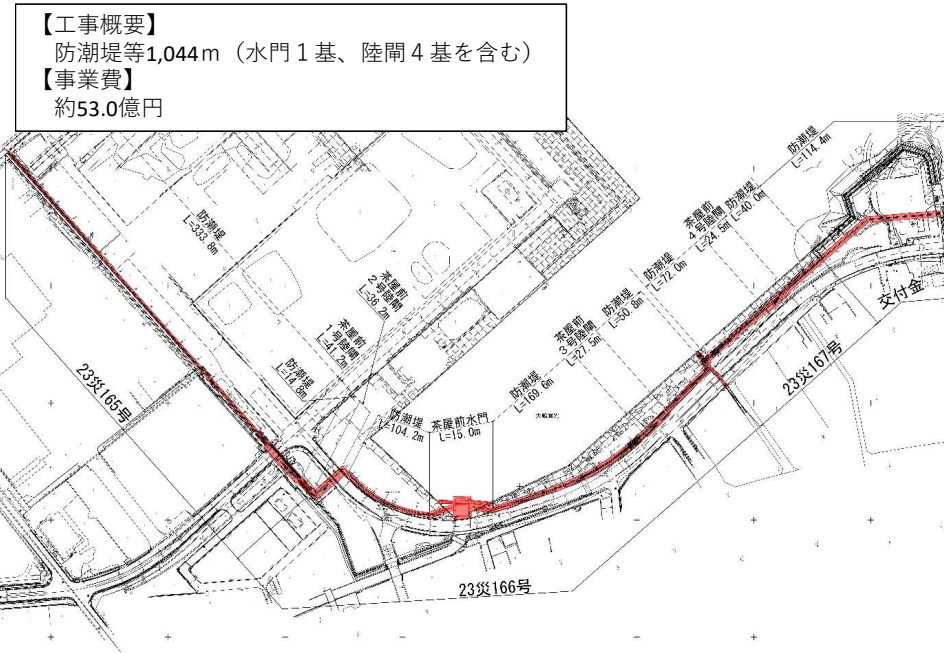 【工事概要】
防潮堤等1,044m（水門1基、陸閘4基を含む）
【事業費】
約53.0億円
防潮堤
L=333.8m
防潮堤
L=14.8m
茶屋前
1号陸閘
L=41.2m
茶屋前
2号陸閘
L=36.2m
防潮堤
L=104.2m
茶屋前水門
L=15.0m
防潮堤
L=169.6m
茶屋前
3号陸閘
L=27.5m
防潮堤
L=50.8m
防潮堤
L=72.0m
茶屋前
4号陸閘
L=24.5m
防潮堤
L=40.0m
防潮堤
L=114.4m
23災165号
23災166号
23災167号
交付金